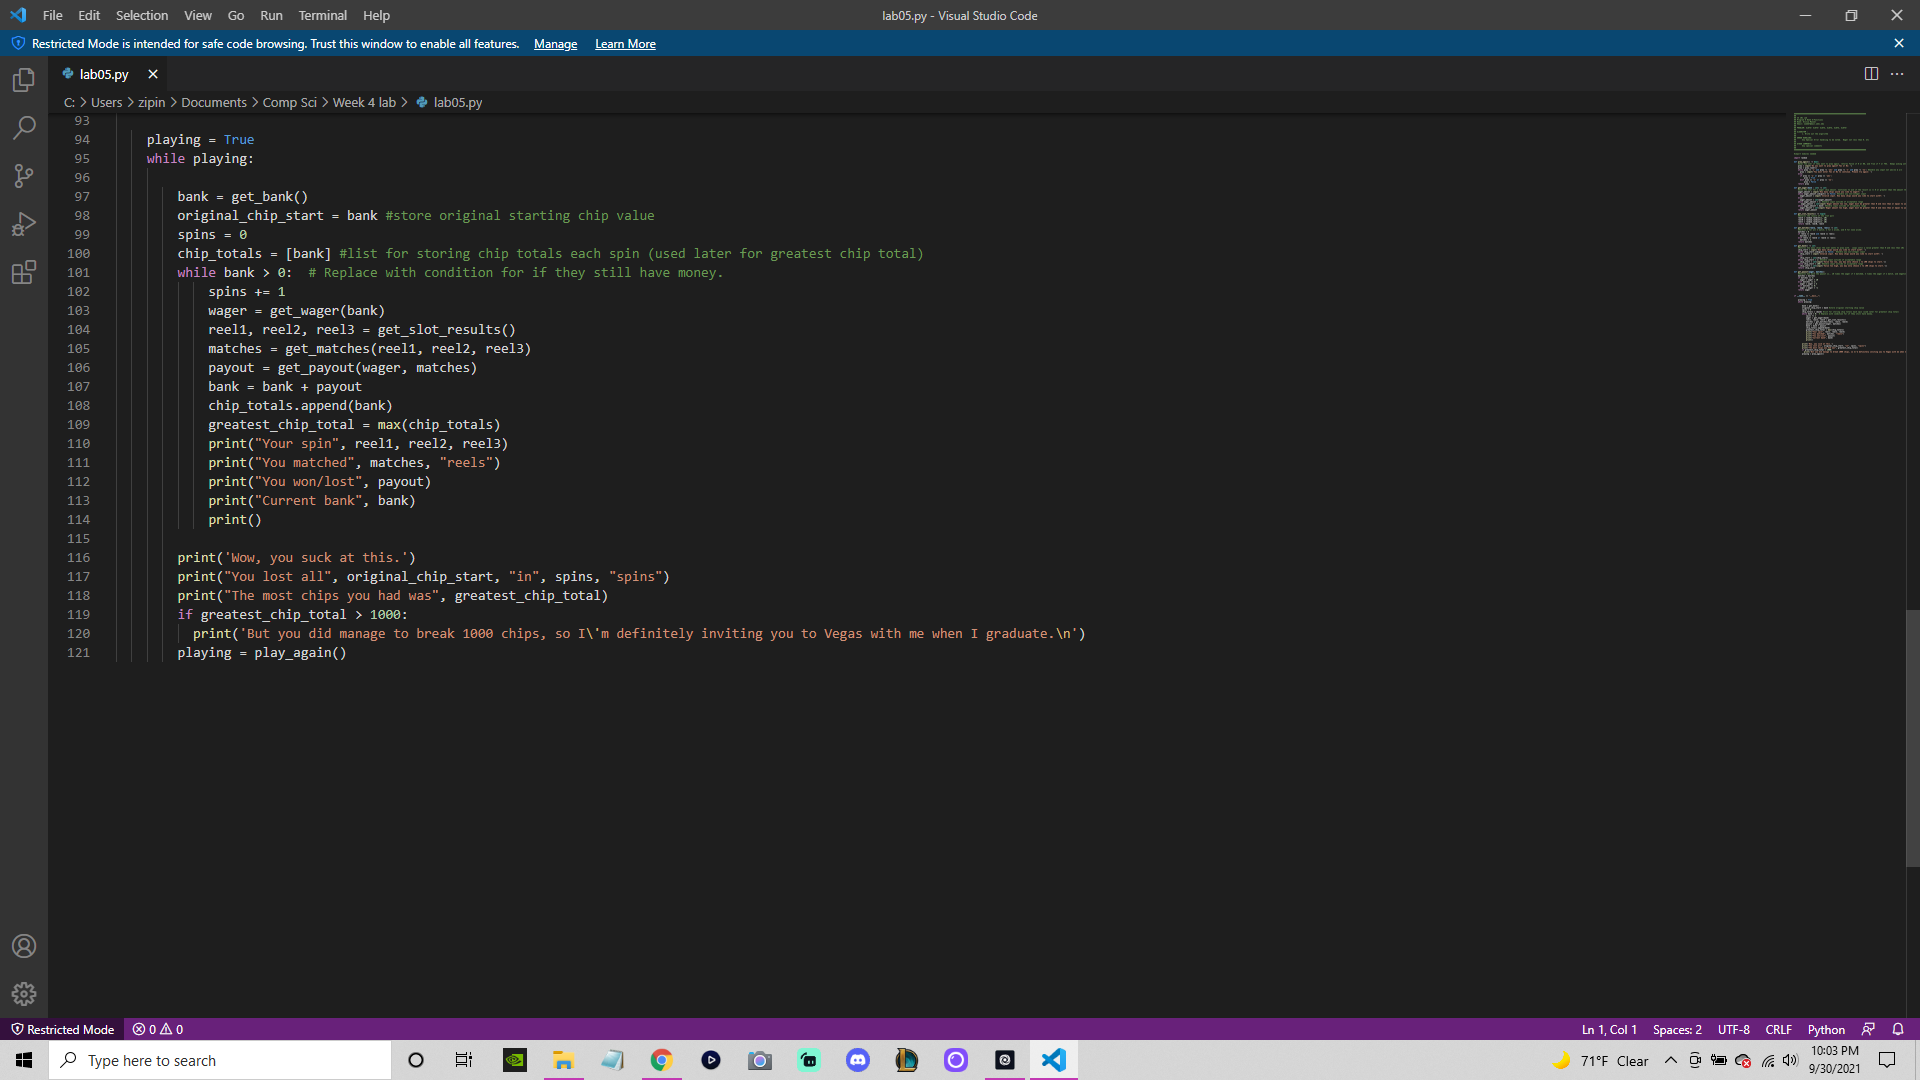 File Edit Selection View Go Run Terminal Help
lab05.py - Visual Studio Code
Restricted Mode is intended for safe code browsing. Trust this window to enable all features. Manage Learn More
lab05.py
C: > Users > zipin > Documents > Comp Sci > Week 4 lab > lab05.py
93
94 playing = True
95 while playing:
96
97 bank = get_bank()
98 original_chip_start = bank #store original starting chip value
99 spins = 0
100 chip_totals = [bank] #list for storing chip totals each spin (used later for greatest chip total)
101 while bank > 0:  # Replace with condition for if they still have money.
102 spins += 1
103 wager = get_wager(bank)
104 reel1, reel2, reel3 = get_slot_results()
105 matches = get_matches(reel1, reel2, reel3)
106 payout = get_payout(wager, matches)
107 bank = bank + payout
108 chip_totals.append(bank)
109 greatest_chip_total = max(chip_totals)
110 print("Your spin", reel1, reel2, reel3)
111 print("You matched", matches, "reels")
112 print("You won/lost", payout)
113 print("Current bank", bank)
114 print()
115
116 print('Wow, you suck at this.')
117 print("You lost all", original_chip_start, "in", spins, "spins")
118 print("The most chips you had was", greatest_chip_total)
119 if greatest_chip_total > 1000:
120 print('But you did manage to break 1000 chips, so I\'m definitely inviting you to Vegas with me when I graduate.\n')
121 playing = play_again()
Restricted Mode 0 0
Ln 1, Col 1 Spaces: 2 UTF-8 CRLF Python
Type here to search
71°F Clear
10:03 PM
9/30/2021